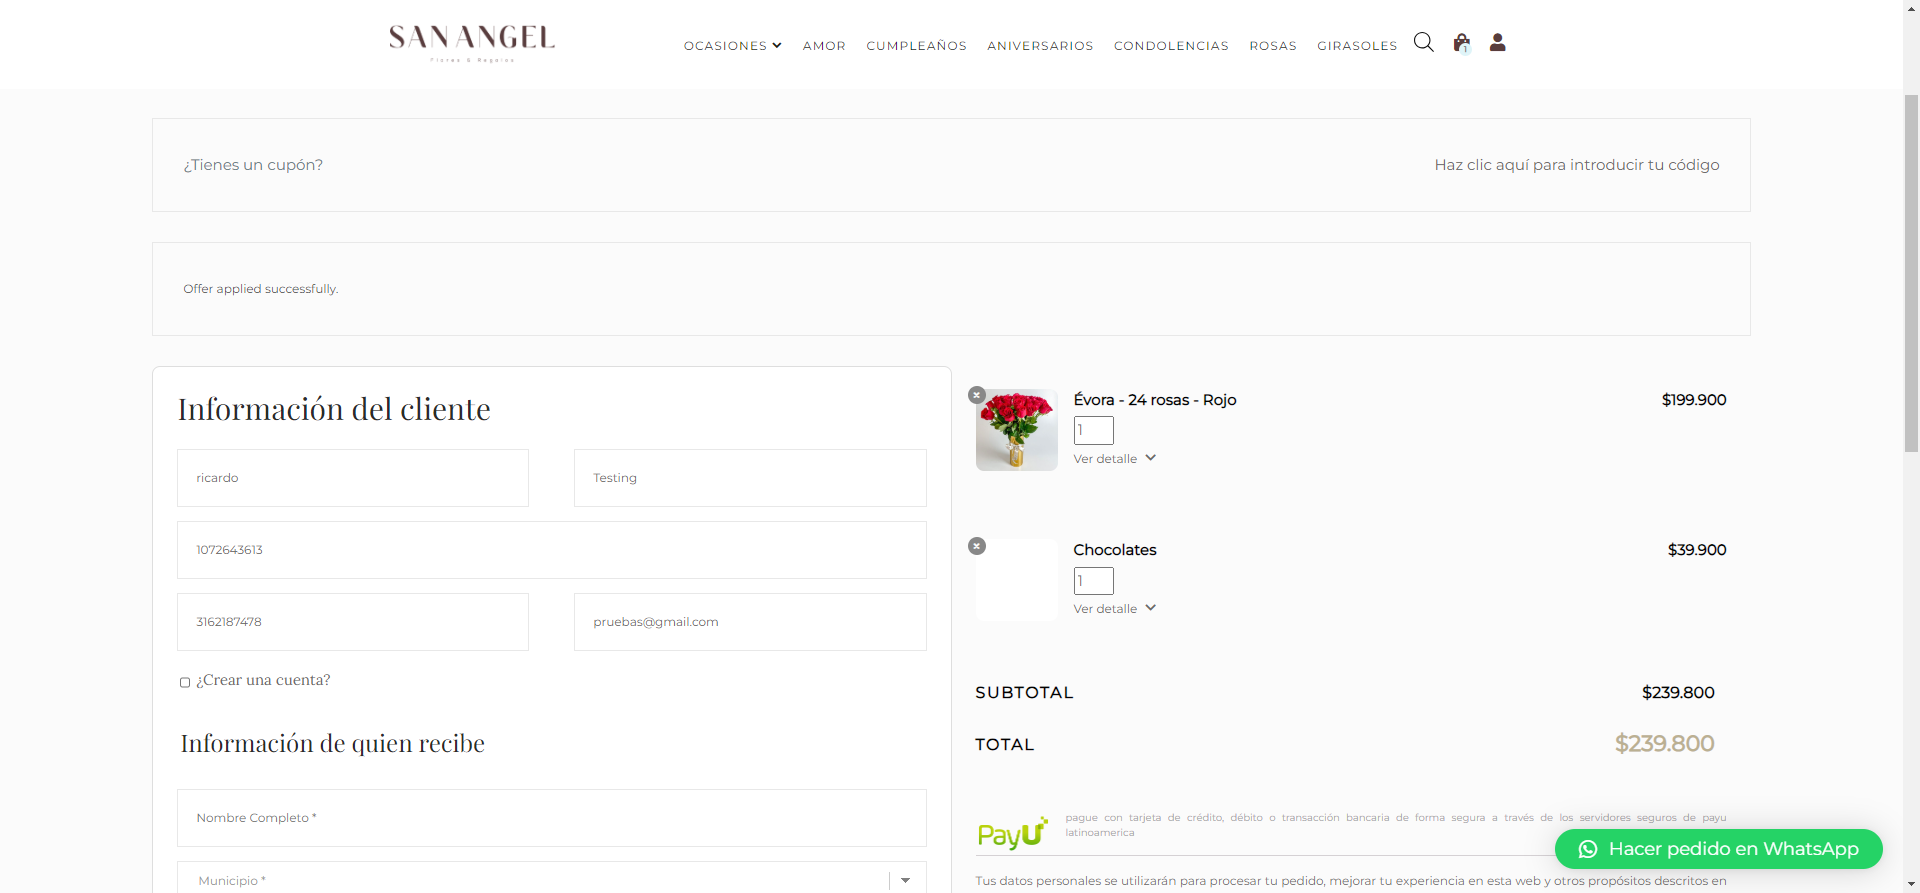 SAN ANGEL
Flores & Regalos
OCASIONES
AMOR
CUMPLEAÑOS
ANIVERSARIOS
CONDOLENCIAS
ROSAS
GIRASOLES
1
¿Tienes un cupón?
Haz clic aquí para introducir tu código
Offer applied successfully.
Información del cliente
ricardo
Testing
1072643613
3162187478
pruebas@gmail.com
¿Crear una cuenta?
Información de quien recibe
Nombre Completo *
Municipio *
Évora - 24 rosas - Rojo
$199.900
1
Ver detalle
Chocolates
$39.900
1
Ver detalle
SUBTOTAL
$239.800
TOTAL
$239.800
PayU
pague con tarjeta de crédito, débito o transacción bancaria de forma segura a través de los servidores seguros de payu
latinoamerica
Hacer pedido en WhatsApp
Tus datos personales se utilizarán para procesar tu pedido, mejorar tu experiencia en esta web y otros propósitos descritos en